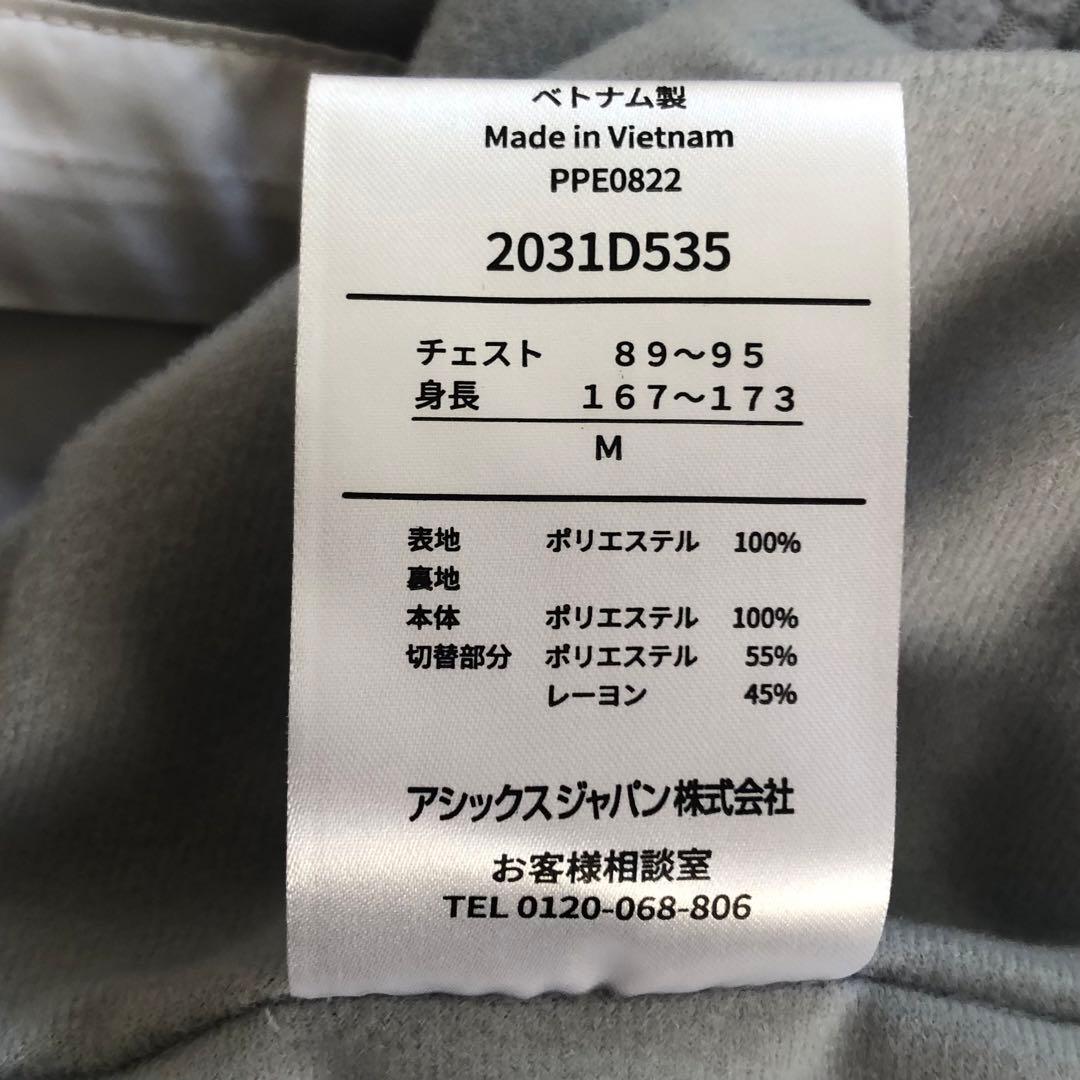 ベトナム製
Made in Vietnam
PPE0822
2031D535
チェスト 89〜95
身長 167〜173
M
表地 ポリエステル 100%
裏地
本体 ポリエステル 100%
切替部分 ポリエステル 55%
レーヨン 45%
アシックスジャパン株式会社
お客様相談室
TEL 0120-068-806